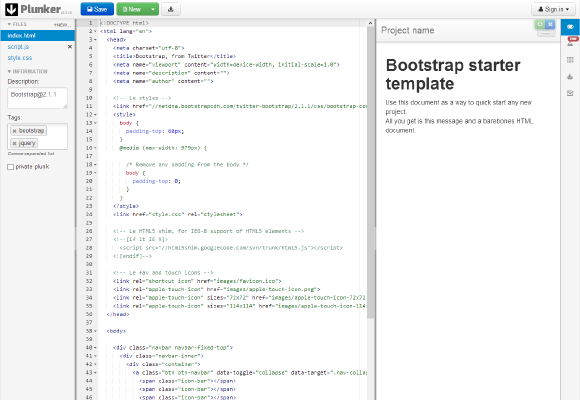 Plunker
Save
New
Sign in
FILES
+NEW...
index.html
script.js
style.css
INFORMATION
Description:
Bootstrap@2.1.1
Tags:
bootstrap
jquery
Comma-separated list
private plunk
1 <!DOCTYPE html>
2 <html lang="en">
3 <head>
4 <meta charset="utf-8">
5 <title>Bootstrap, from Twitter</title>
6 <meta name="viewport" content="width=device-width, initial-scale=1.0">
7 <meta name="description" content="">
8 <meta name="author" content="">
9
10 <!-- Le styles -->
11 <link href="//netdna.bootstrapcdn.com/twitter-bootstrap/2.1.1/css/bootstrap-co
12 <style>
13 body {
14 padding-top: 60px;
15 }
16 @media (max-width: 979px) {
17
18 /* Remove any padding from the body */
19 body {
20 padding-top: 0;
21 }
22 }
23 </style>
24 <link href="style.css" rel="stylesheet">
25
26 <!-- Le HTML5 shim, for IE6-8 support of HTML5 elements -->
27 <!--[if lt IE 9]>
28 <script src="//html5shim.googlecode.com/svn/trunk/html5.js"></script>
29 <![endif]-->
30
31 <!-- Le fav and touch icons -->
32 <link rel="shortcut icon" href="images/favicon.ico">
33 <link rel="apple-touch-icon" href="images/apple-touch-icon.png">
34 <link rel="apple-touch-icon" sizes="72x72" href="images/apple-touch-icon-72x72
35 <link rel="apple-touch-icon" sizes="114x114" href="images/apple-touch-icon-114
36 </head>
37
38 <body>
39
40 <div class="navbar navbar-fixed-top">
41 <div class="navbar-inner">
42 <div class="container">
43 <a class="btn btn-navbar" data-toggle="collapse" data-target=".nav-colla
44 <span class="icon-bar"></span>
45 <span class="icon-bar"></span>
46 <span class="icon-bar"></span>
Project name
Bootstrap starter
template
Use this document as a way to quick start any new
project.
All you get is this message and a barebones HTML
document.